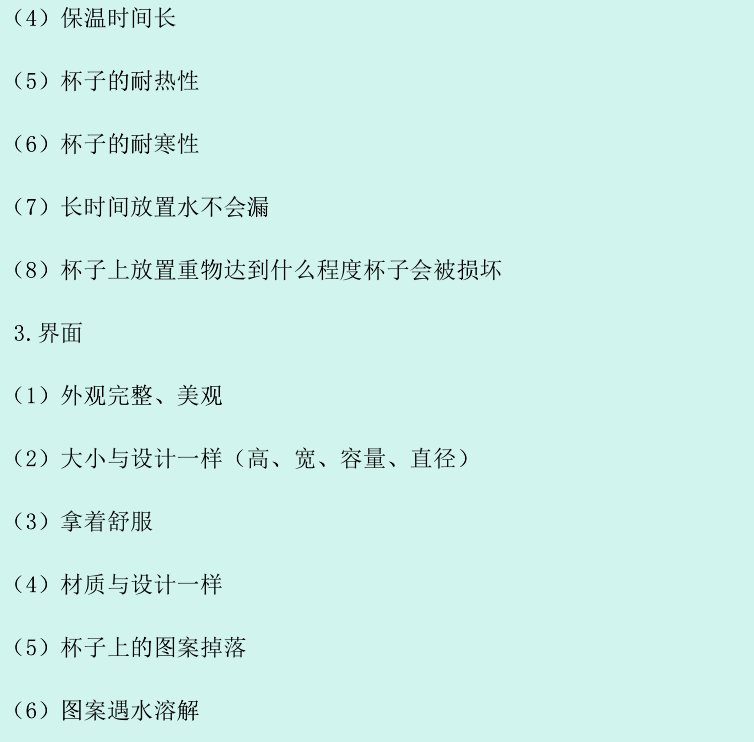 （4）保温时间长
（5）杯子的耐热性
（6）杯子的耐寒性
（7）长时间放置水不会漏
（8）杯子上放置重物达到什么程度杯子会被损坏
3.界面
（1）外观完整、美观
（2）大小与设计一样（高、宽、容量、直径）
（3）拿着舒服
（4）材质与设计一样
（5）杯子上的图案掉落
（6）图案遇水溶解